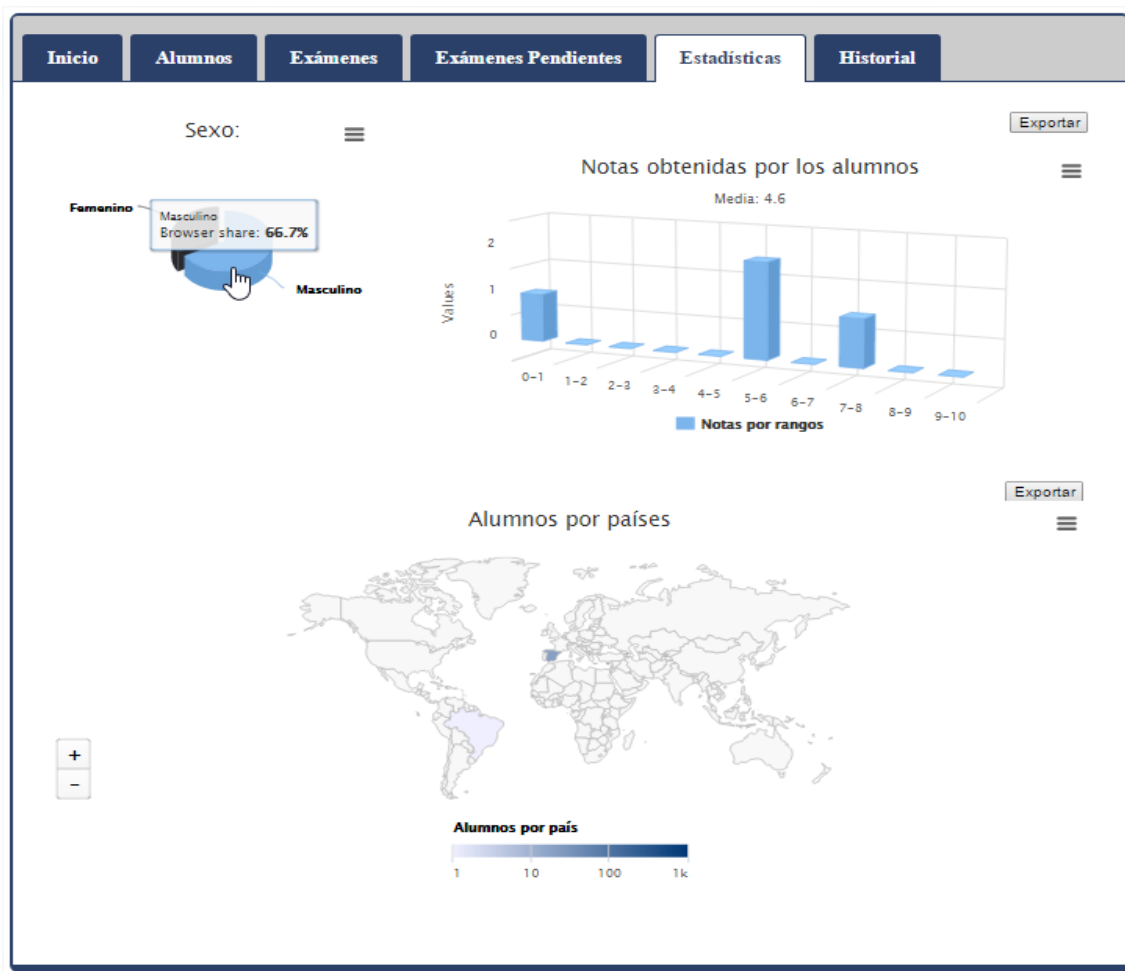 Inicio
Alumnos
Exámenes
Exámenes Pendientes
Estadísticas
Historial
Sexo:
Femenino
Masculino
Browser share: 66.7%
Masculino
Exportar
Notas obtenidas por los alumnos
Media: 4.6
Values
2
1
0
0-1
1-2
2-3
3-4
4-5
5-6
6-7
7-8
8-9
9-10
Notas por rangos
Exportar
Alumnos por países
+
-
Alumnos por país
1
10
100
1k